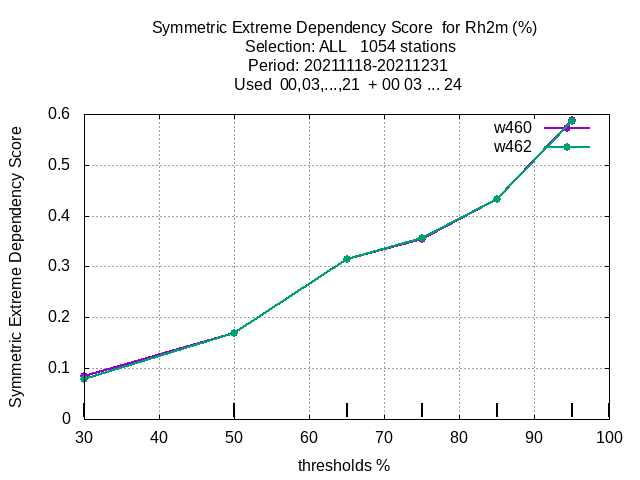 Symmetric Extreme Dependency Score  for Rh2m (%)
Selection: ALL   1054 stations
Period: 20211118-20211231
Used  00,03,...,21  + 00 03 ... 24
Symmetric Extreme Dependency Score
0.6
0.5
0.4
0.3
0.2
0.1
0
w460
w462
30 40 50 60 70 80 90 100
thresholds %